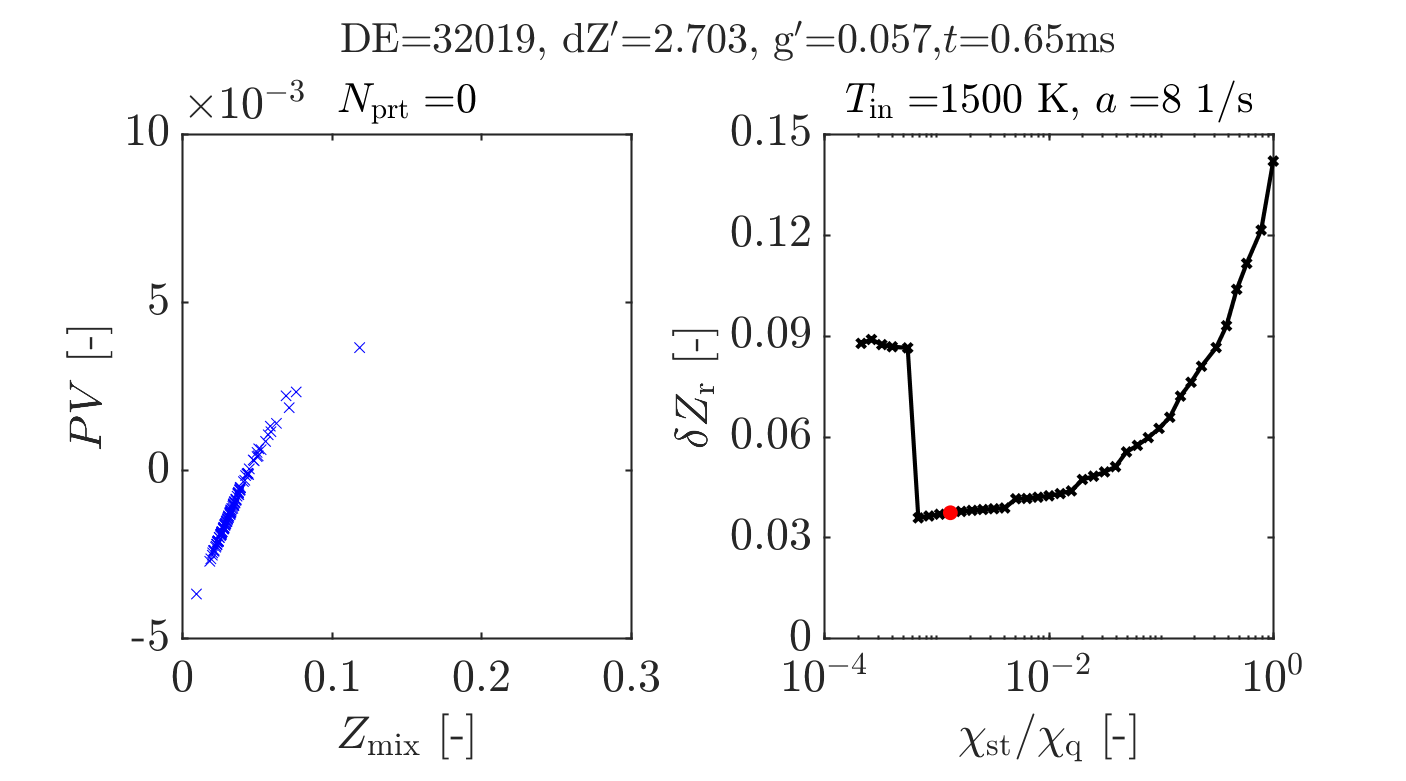 DE=32019, dZ′=2.703, g′=0.057,t=0.65ms
×10⁻³ N_prt =0
10
5
0
-5
0 0.1 0.2 0.3
PV [-]
Z_mix [-]
T_in =1500 K, a =8 1/s
0.15
0.12
0.09
0.06
0.03
0
10⁻⁴ 10⁻² 10⁰
δZ_r [-]
χ_st/χ_q [-]